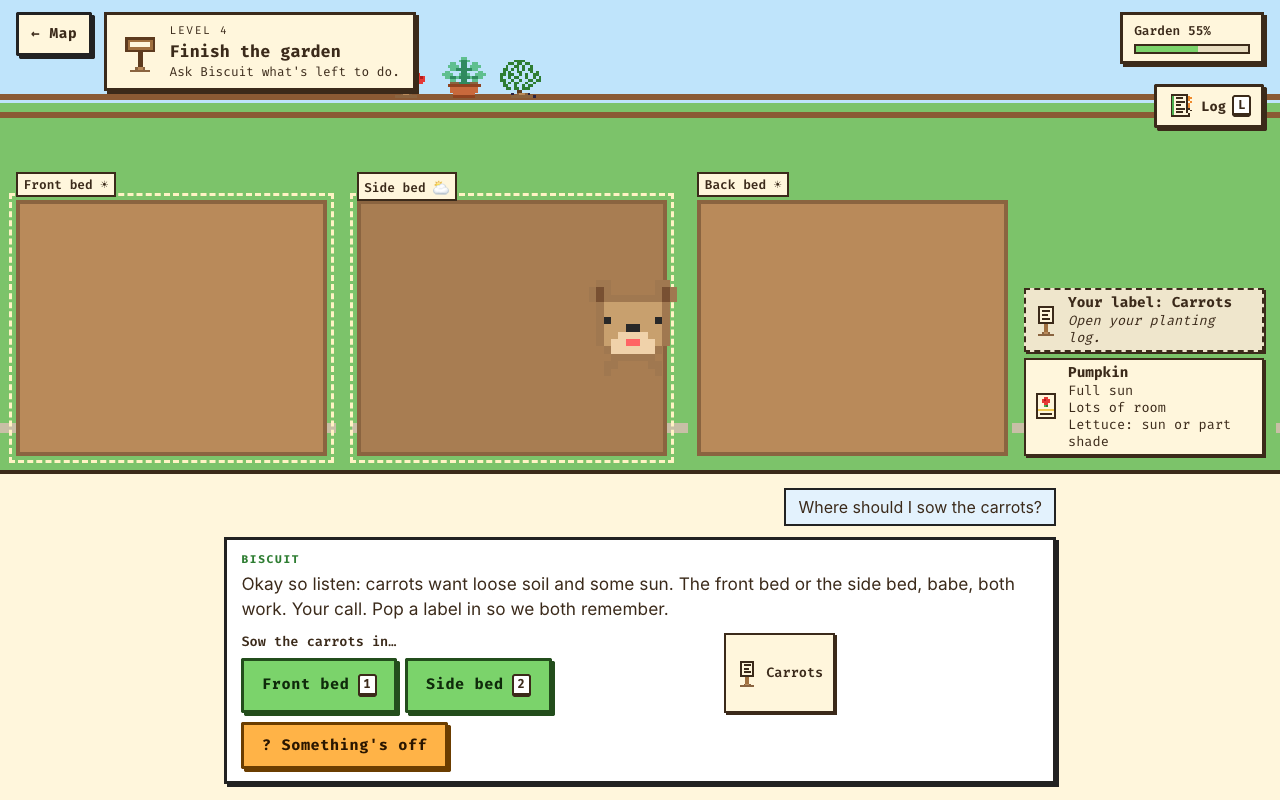 ← Map
LEVEL 4
Finish the garden
Ask Biscuit what's left to do.
Garden 55%
Log L
Front bed ☀
Side bed ⛅
Back bed ☀
Your label: Carrots
Open your planting
log.
Pumpkin
Full sun
Lots of room
Lettuce: sun or part
shade
Where should I sow the carrots?
BISCUIT
Okay so listen: carrots want loose soil and some sun. The front bed or the side bed, babe, both
work. Your call. Pop a label in so we both remember.
Sow the carrots in…
Front bed 1
Side bed 2
Carrots
? Something's off